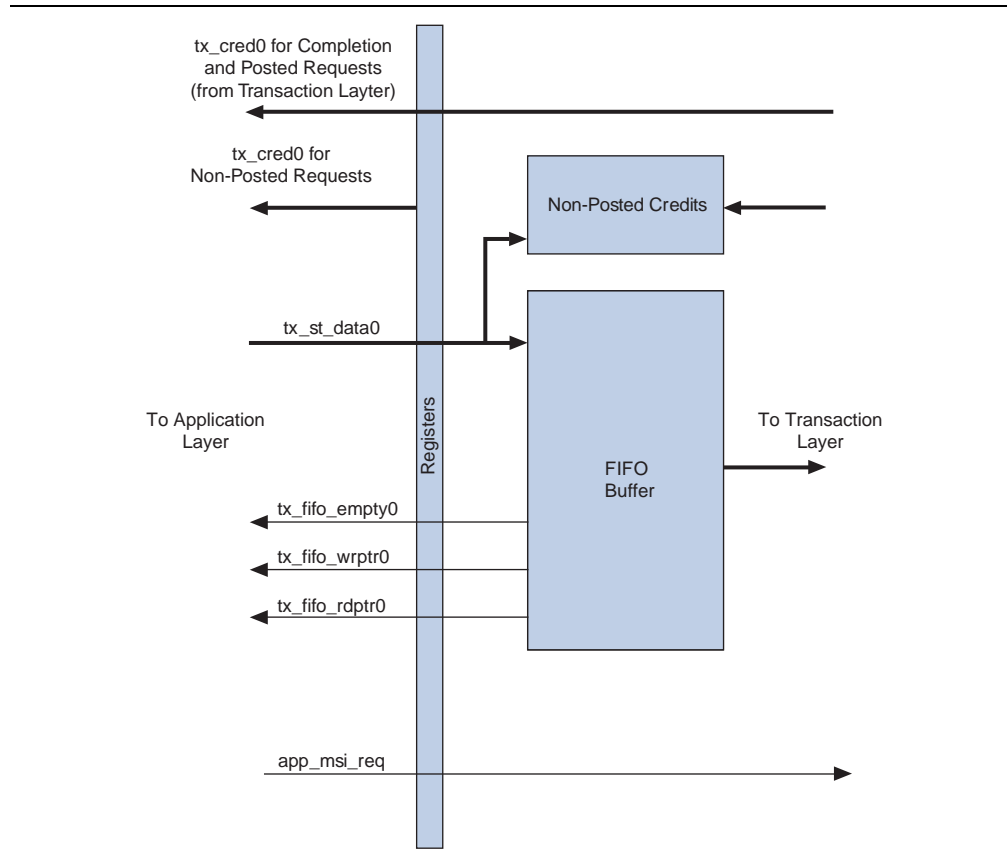 tx_cred0 for Completion
and Posted Requests
(from Transaction Layter)
tx_cred0 for
Non-Posted Requests
Non-Posted Credits
tx_st_data0
To Application
Layer
Registers
FIFO
Buffer
To Transaction
Layer
tx_fifo_empty0
tx_fifo_wrptr0
tx_fifo_rdptr0
app_msi_req